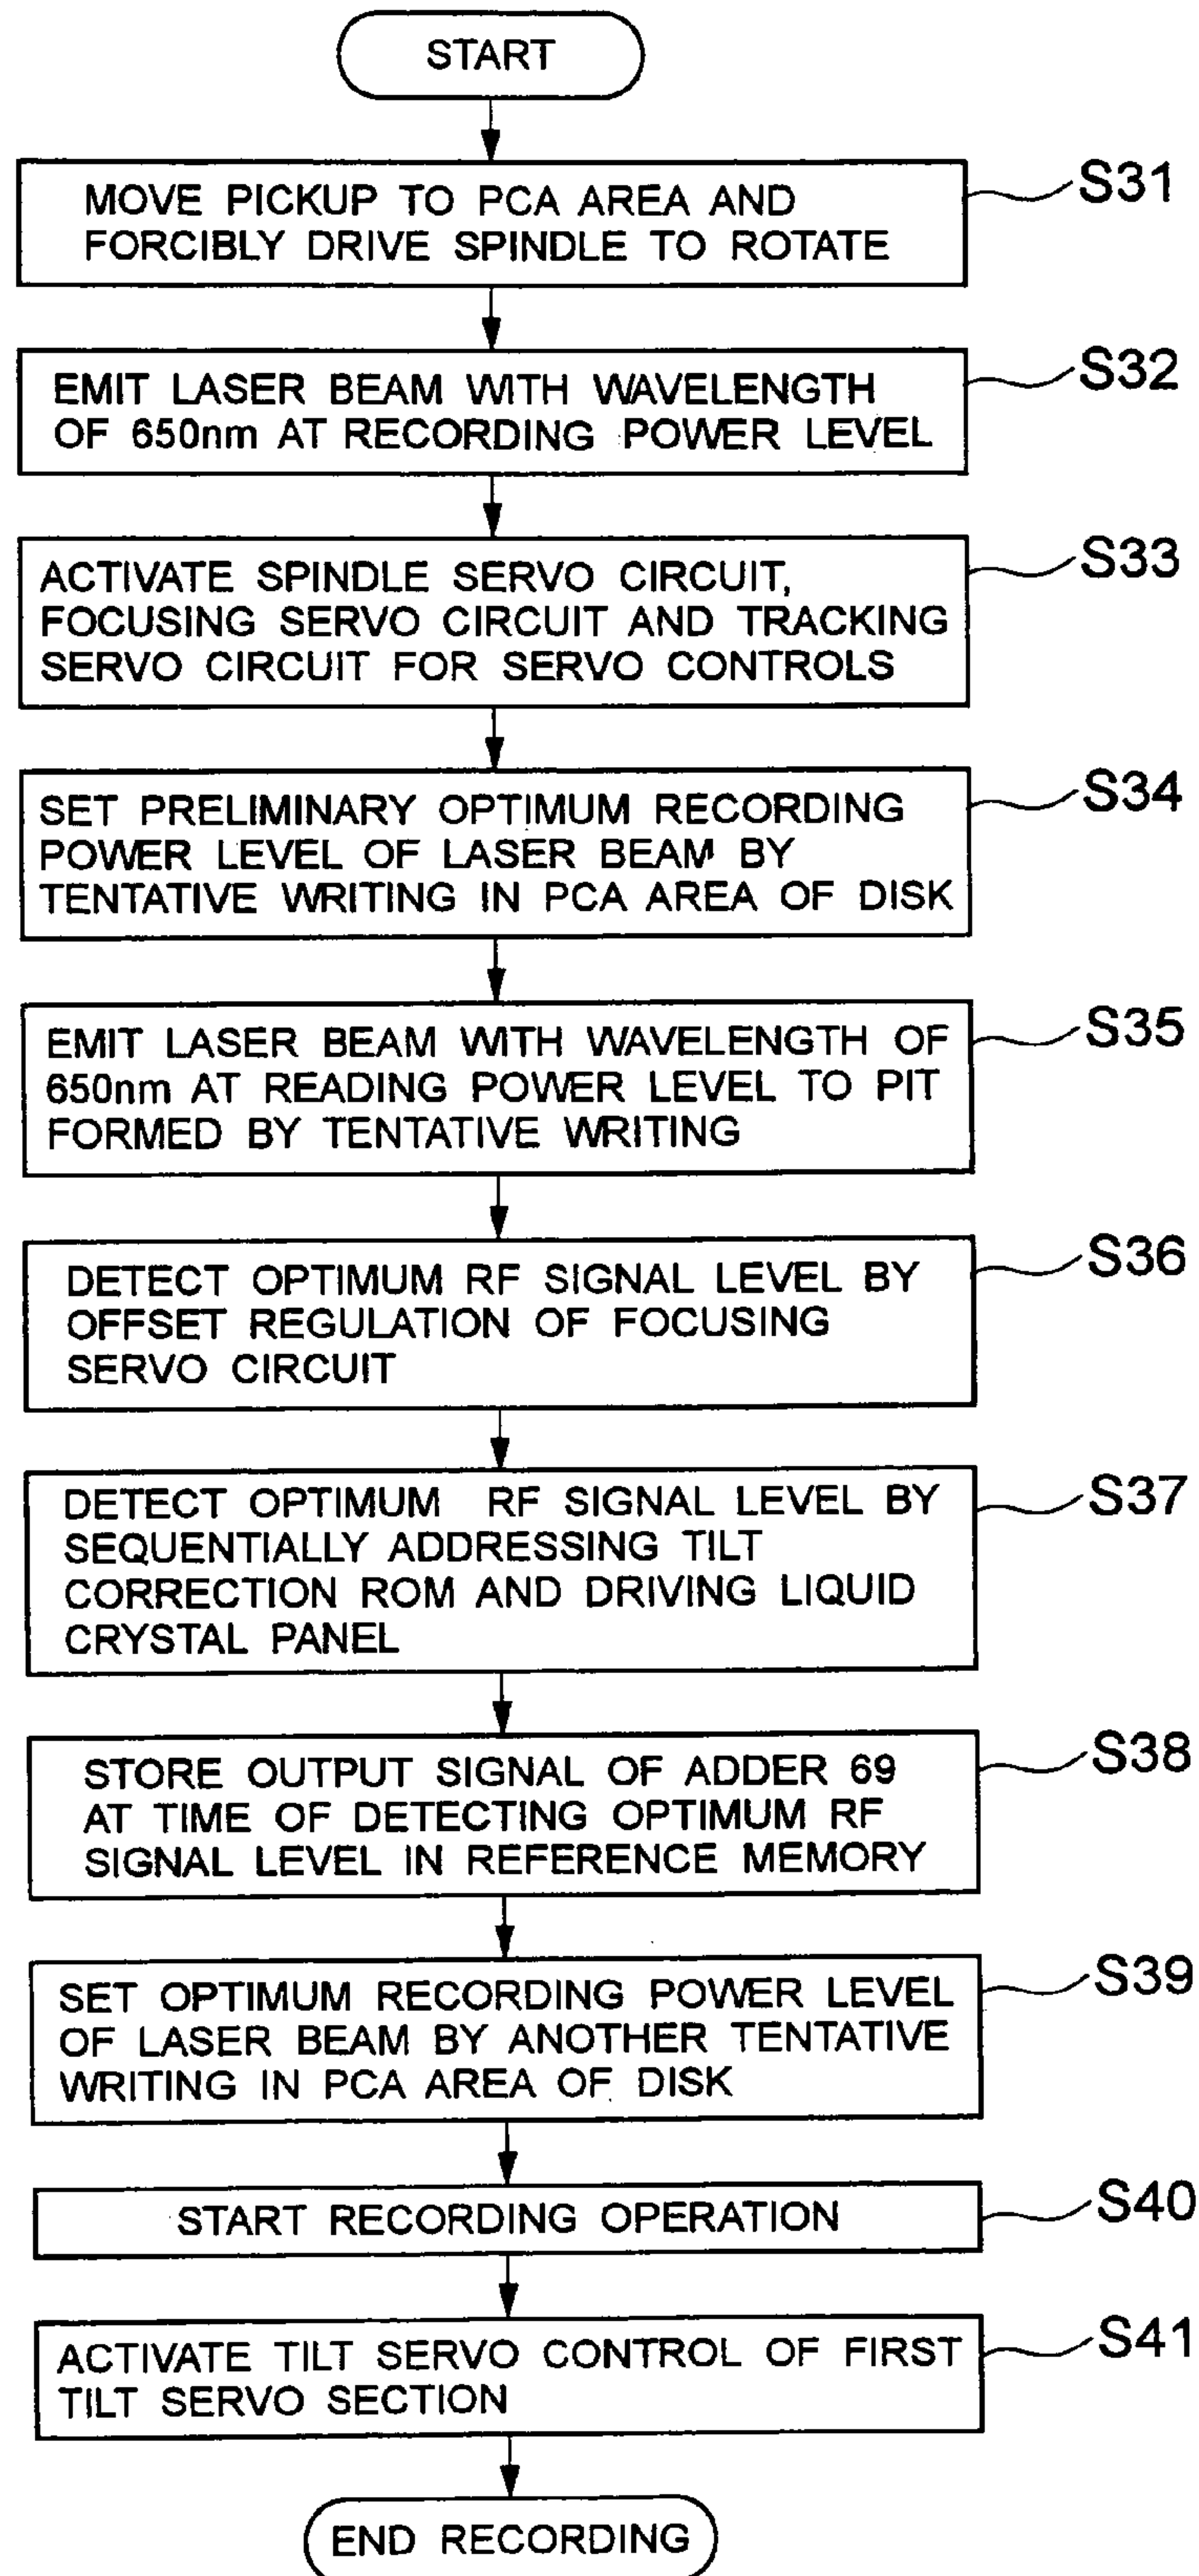 START
MOVE PICKUP TO PCA AREA AND
FORCIBLY DRIVE SPINDLE TO ROTATE
S31
EMIT LASER BEAM WITH WAVELENGTH
OF 650nm AT RECORDING POWER LEVEL
S32
ACTIVATE SPINDLE SERVO CIRCUIT,
FOCUSING SERVO CIRCUIT AND TRACKING
SERVO CIRCUIT FOR SERVO CONTROLS
S33
SET PRELIMINARY OPTIMUM RECORDING
POWER LEVEL OF LASER BEAM BY
TENTATIVE WRITING IN PCA AREA OF DISK
S34
EMIT LASER BEAM WITH WAVELENGTH OF
650nm AT READING POWER LEVEL TO PIT
FORMED BY TENTATIVE WRITING
S35
DETECT OPTIMUM RF SIGNAL LEVEL BY
OFFSET REGULATION OF FOCUSING
SERVO CIRCUIT
S36
DETECT OPTIMUM RF SIGNAL LEVEL BY
SEQUENTIALLY ADDRESSING TILT
CORRECTION ROM AND DRIVING LIQUID
CRYSTAL PANEL
S37
STORE OUTPUT SIGNAL OF ADDER 69
AT TIME OF DETECTING OPTIMUM RF
SIGNAL LEVEL IN REFERENCE MEMORY
S38
SET OPTIMUM RECORDING POWER LEVEL
OF LASER BEAM BY ANOTHER TENTATIVE
WRITING IN PCA AREA OF DISK
S39
START RECORDING OPERATION
S40
ACTIVATE TILT SERVO CONTROL OF FIRST
TILT SERVO SECTION
S41
END RECORDING